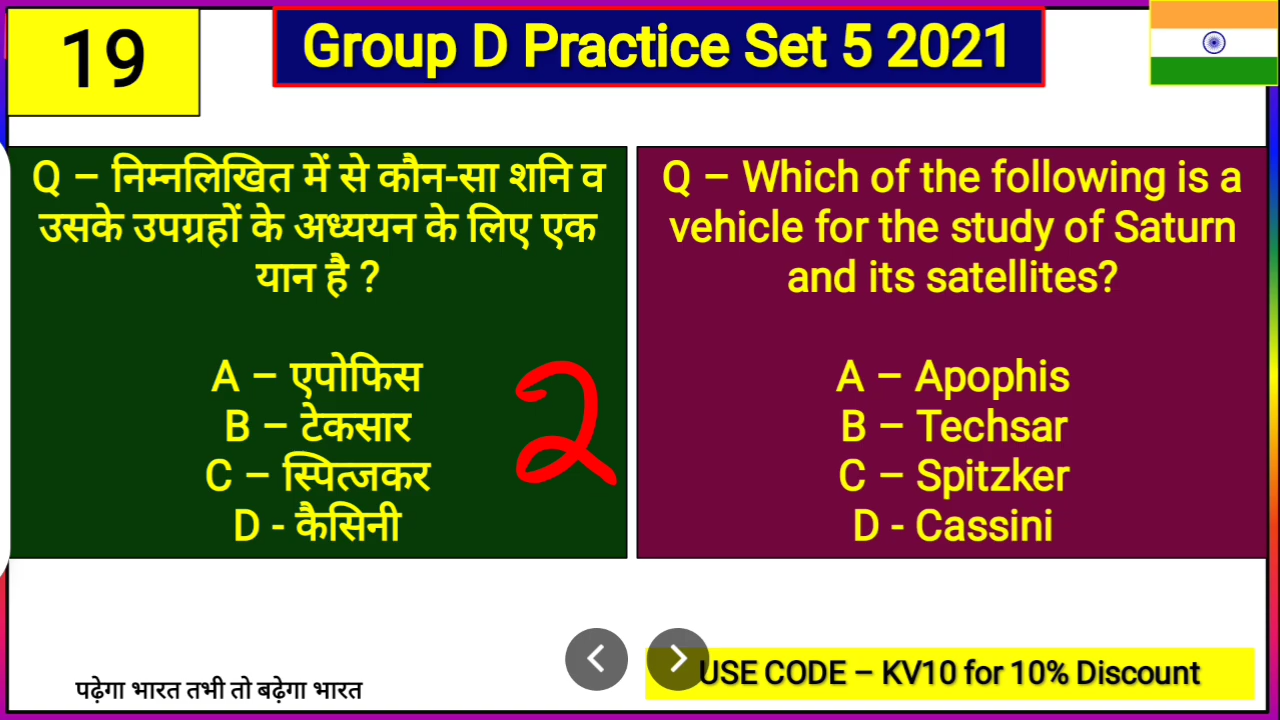 19
Group D Practice Set 5 2021
Q – निम्नलिखित में से कौन-सा शनि व
उसके उपग्रहों के अध्ययन के लिए एक
यान है ?
A – एपोफिस
B – टेकसार
C – स्पित्जकर
D - कैसिनी
2
Q – Which of the following is a
vehicle for the study of Saturn
and its satellites?
A – Apophis
B – Techsar
C – Spitzker
D - Cassini
पढ़ेगा भारत तभी तो बढ़ेगा भारत
USE CODE – KV10 for 10% Discount